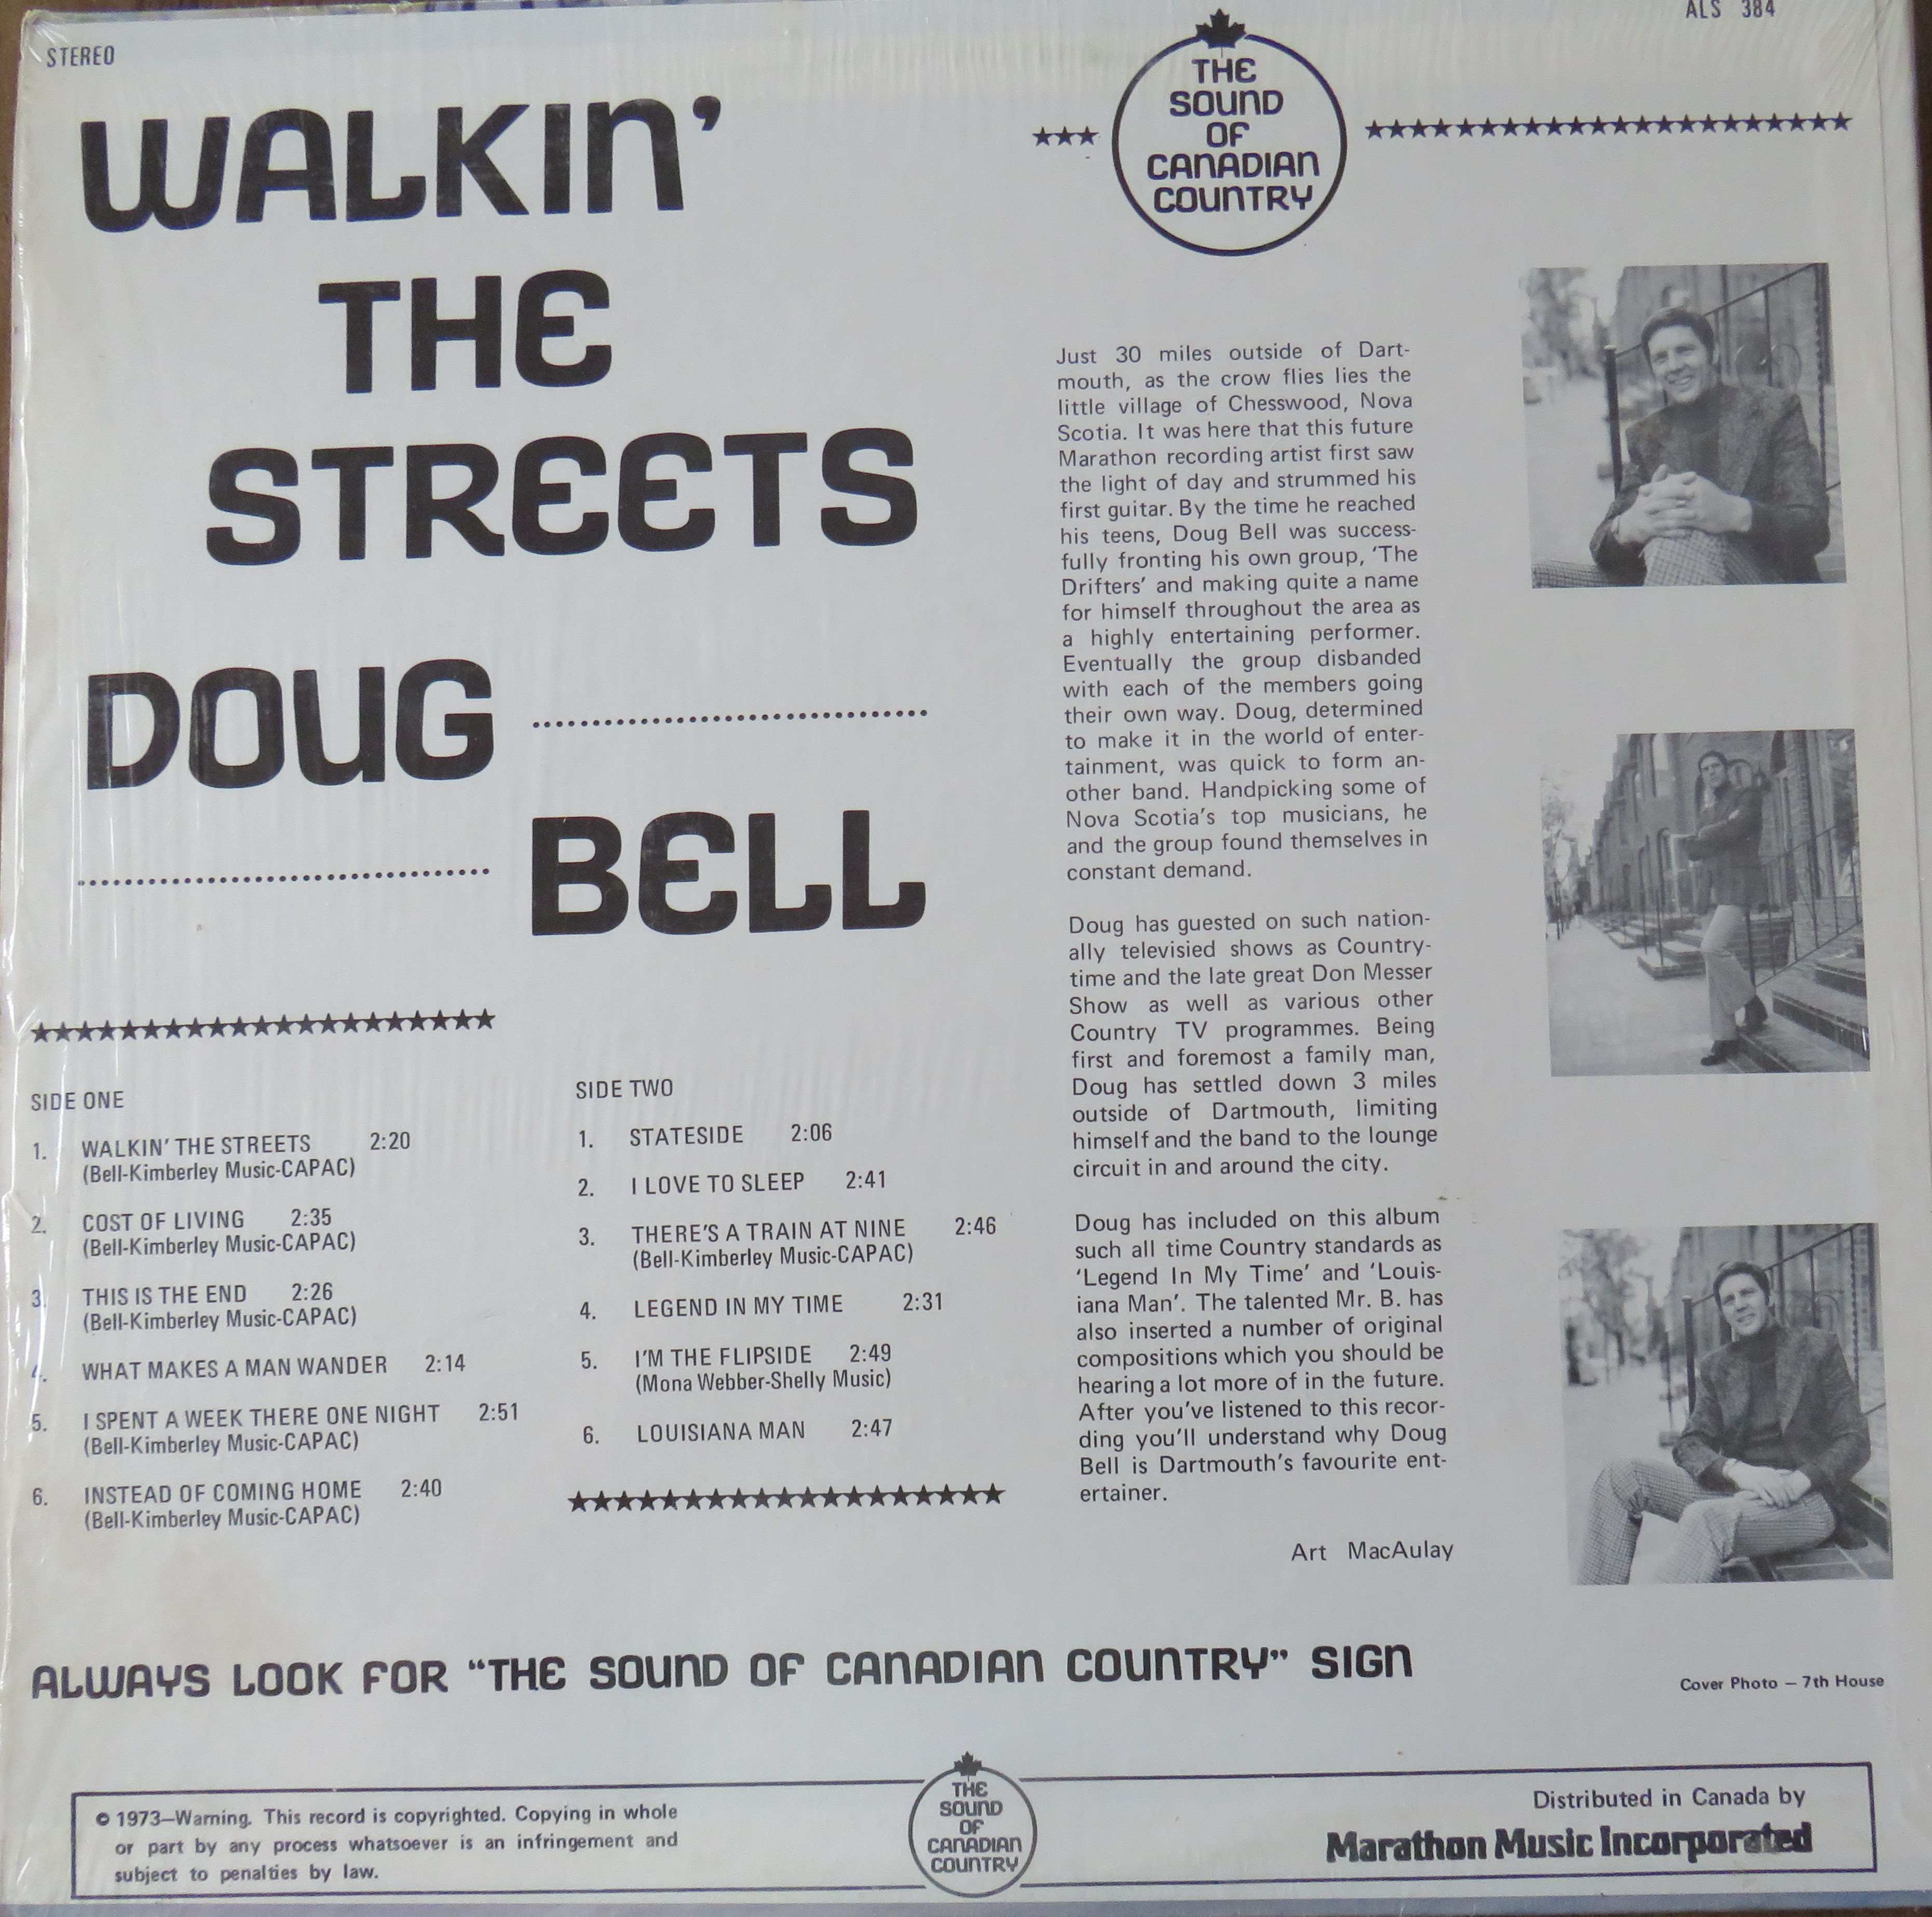 STEREO
ALS 384
WALKIN'
THE
STREETS
DOUG
BELL
THE
SOUND
OF
CANADIAN
COUNTRY
SIDE ONE
1. WALKIN' THE STREETS 2:20
(Bell-Kimberley Music-CAPAC)
2. COST OF LIVING 2:35
(Bell-Kimberley Music-CAPAC)
3. THIS IS THE END 2:26
(Bell-Kimberley Music-CAPAC)
4. WHAT MAKES A MAN WANDER 2:14
5. I SPENT A WEEK THERE ONE NIGHT 2:51
(Bell-Kimberley Music-CAPAC)
6. INSTEAD OF COMING HOME 2:40
(Bell-Kimberley Music-CAPAC)
SIDE TWO
1. STATESIDE 2:06
2. I LOVE TO SLEEP 2:41
3. THERE'S A TRAIN AT NINE 2:46
(Bell-Kimberley Music-CAPAC)
4. LEGEND IN MY TIME 2:31
5. I'M THE FLIPSIDE 2:49
(Mona Webber-Shelly Music)
6. LOUISIANA MAN 2:47
Just 30 miles outside of Dart-
mouth, as the crow flies lies the
little village of Chesswood, Nova
Scotia. It was here that this future
Marathon recording artist first saw
the light of day and strummed his
first guitar. By the time he reached
his teens, Doug Bell was success-
fully fronting his own group, 'The
Drifters' and making quite a name
for himself throughout the area as
a highly entertaining performer.
Eventually the group disbanded
with each of the members going
their own way. Doug, determined
to make it in the world of enter-
tainment, was quick to form an-
other band. Handpicking some of
Nova Scotia's top musicians, he
and the group found themselves in
constant demand.
Doug has guested on such nation-
ally televisied shows as Country-
time and the late great Don Messer
Show as well as various other
Country TV programmes. Being
first and foremost a family man,
Doug has settled down 3 miles
outside of Dartmouth, limiting
himself and the band to the lounge
circuit in and around the city.
Doug has included on this album
such all time Country standards as
'Legend In My Time' and 'Louis-
iana Man'. The talented Mr. B. has
also inserted a number of original
compositions which you should be
hearing a lot more of in the future.
After you've listened to this recor-
ding you'll understand why Doug
Bell is Dartmouth's favourite ent-
ertainer.
Art MacAulay
ALWAYS LOOK FOR "THE SOUND OF CANADIAN COUNTRY" SIGN
Cover Photo — 7th House
© 1973—Warning. This record is copyrighted. Copying in whole
or part by any process whatsoever is an infringement and
subject to penalties by law.
THE
SOUND
OF
CANADIAN
COUNTRY
Distributed in Canada by
Marathon Music Incorporated